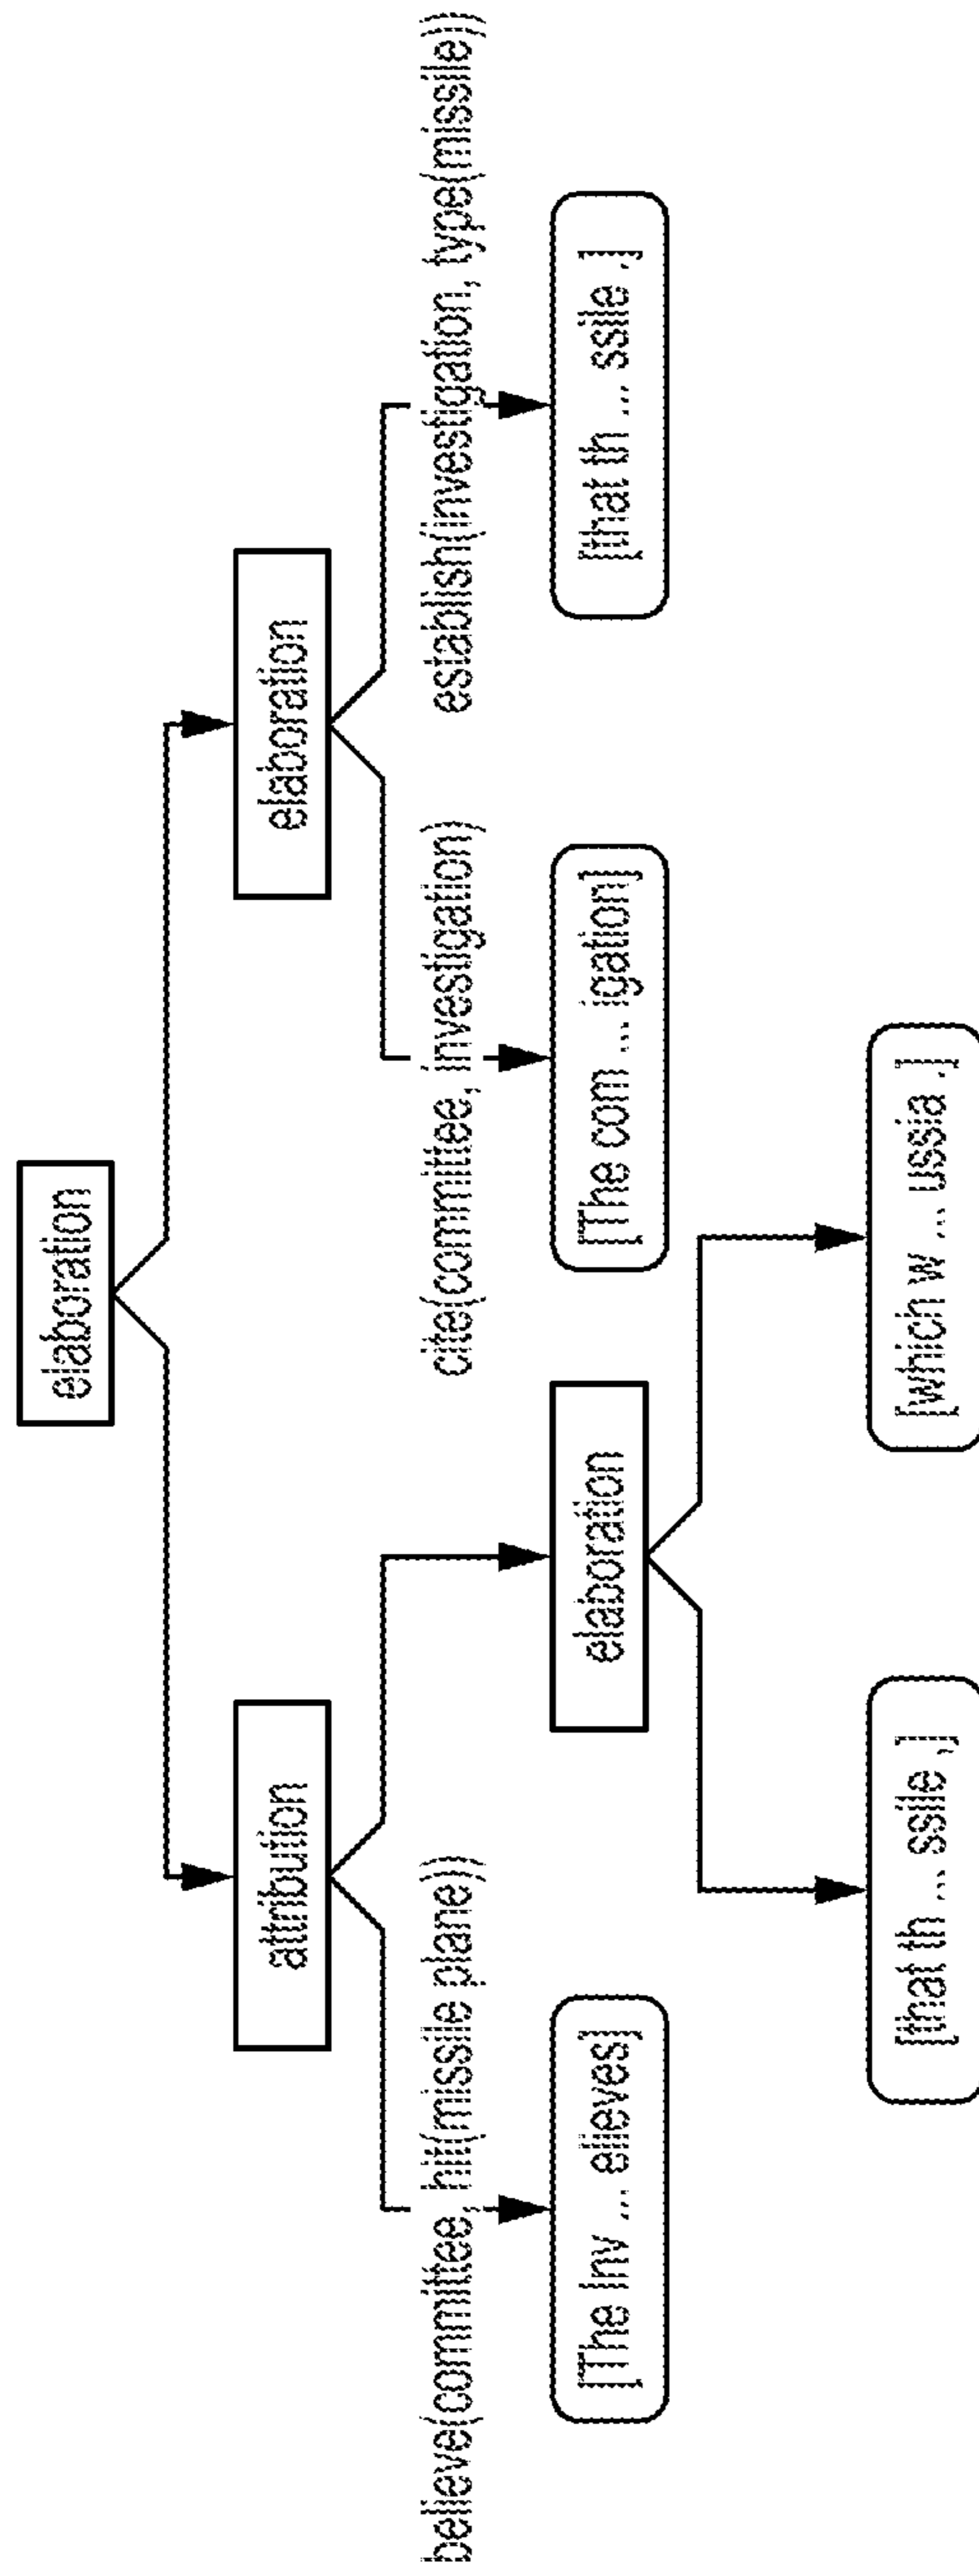 elaboration
attribution
elaboration
believe(committee, hit(missile plane))
cite(committee, investigation)
establish(investigation, type(missile))
[The Inv ... elieves]
elaboration
[The com ... igation]
[that th ... ssile ,]
[that th ... ssile ,]
[which w ... ussia ,]